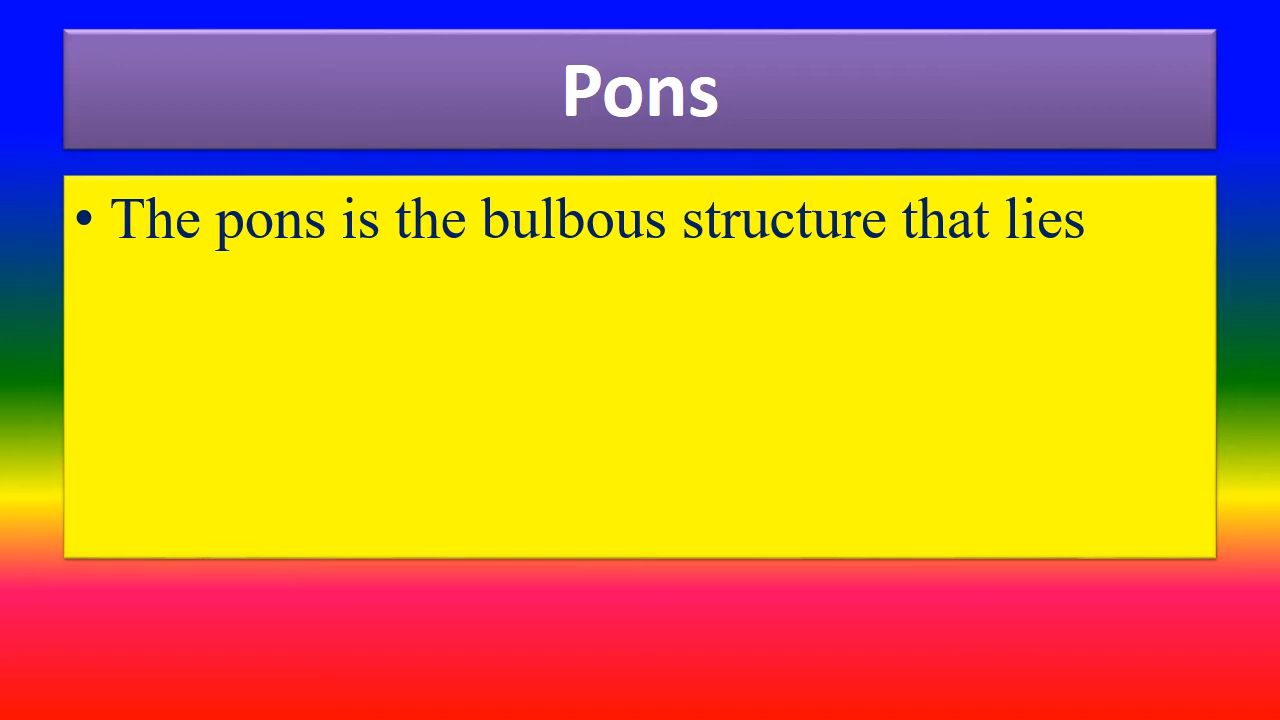 Pons
• The pons is the bulbous structure that lies